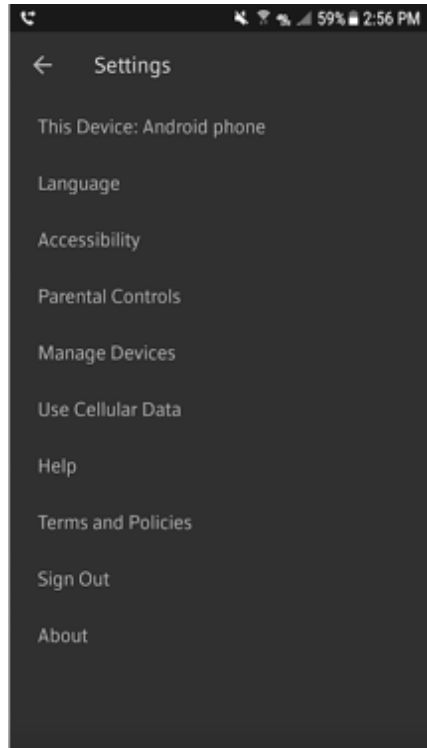 59% 2:56 PM
Settings
This Device: Android phone
Language
Accessibility
Parental Controls
Manage Devices
Use Cellular Data
Help
Terms and Policies
Sign Out
About